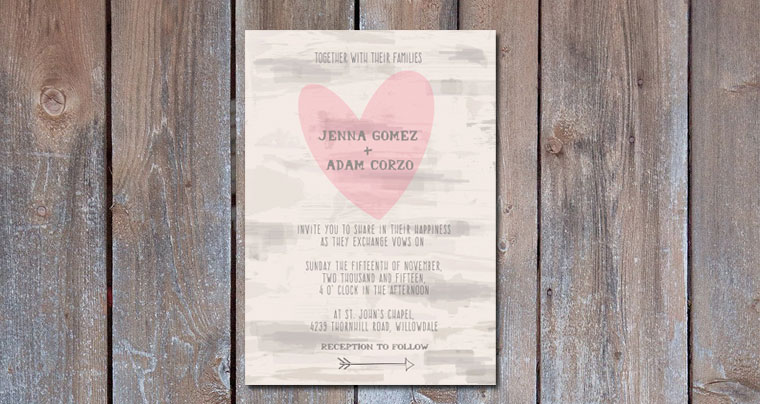 TOGETHER WITH THEIR FAMILIES
JENNA GOMEZ
+
ADAM CORZO
INVITE YOU TO SHARE IN THEIR HAPPINESS
AS THEY EXCHANGE VOWS ON
SUNDAY THE FIFTEENTH OF NOVEMBER,
TWO THOUSAND AND FIFTEEN,
4 O' CLOCK IN THE AFTERNOON
AT ST. JOHN'S CHAPEL,
4239 THORNHILL ROAD, WILLOWDALE
RECEPTION TO FOLLOW